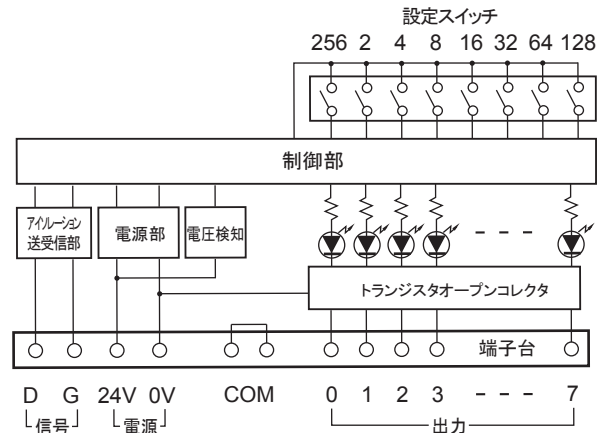 設定スイッチ
256 2 4 8 16 32 64 128
制御部
アイソレーション
送受信部
電源部
電圧検知
トランジスタオープンコレクタ
端子台
D G 24V 0V COM 0 1 2 3 --- 7
信号 電源 出力